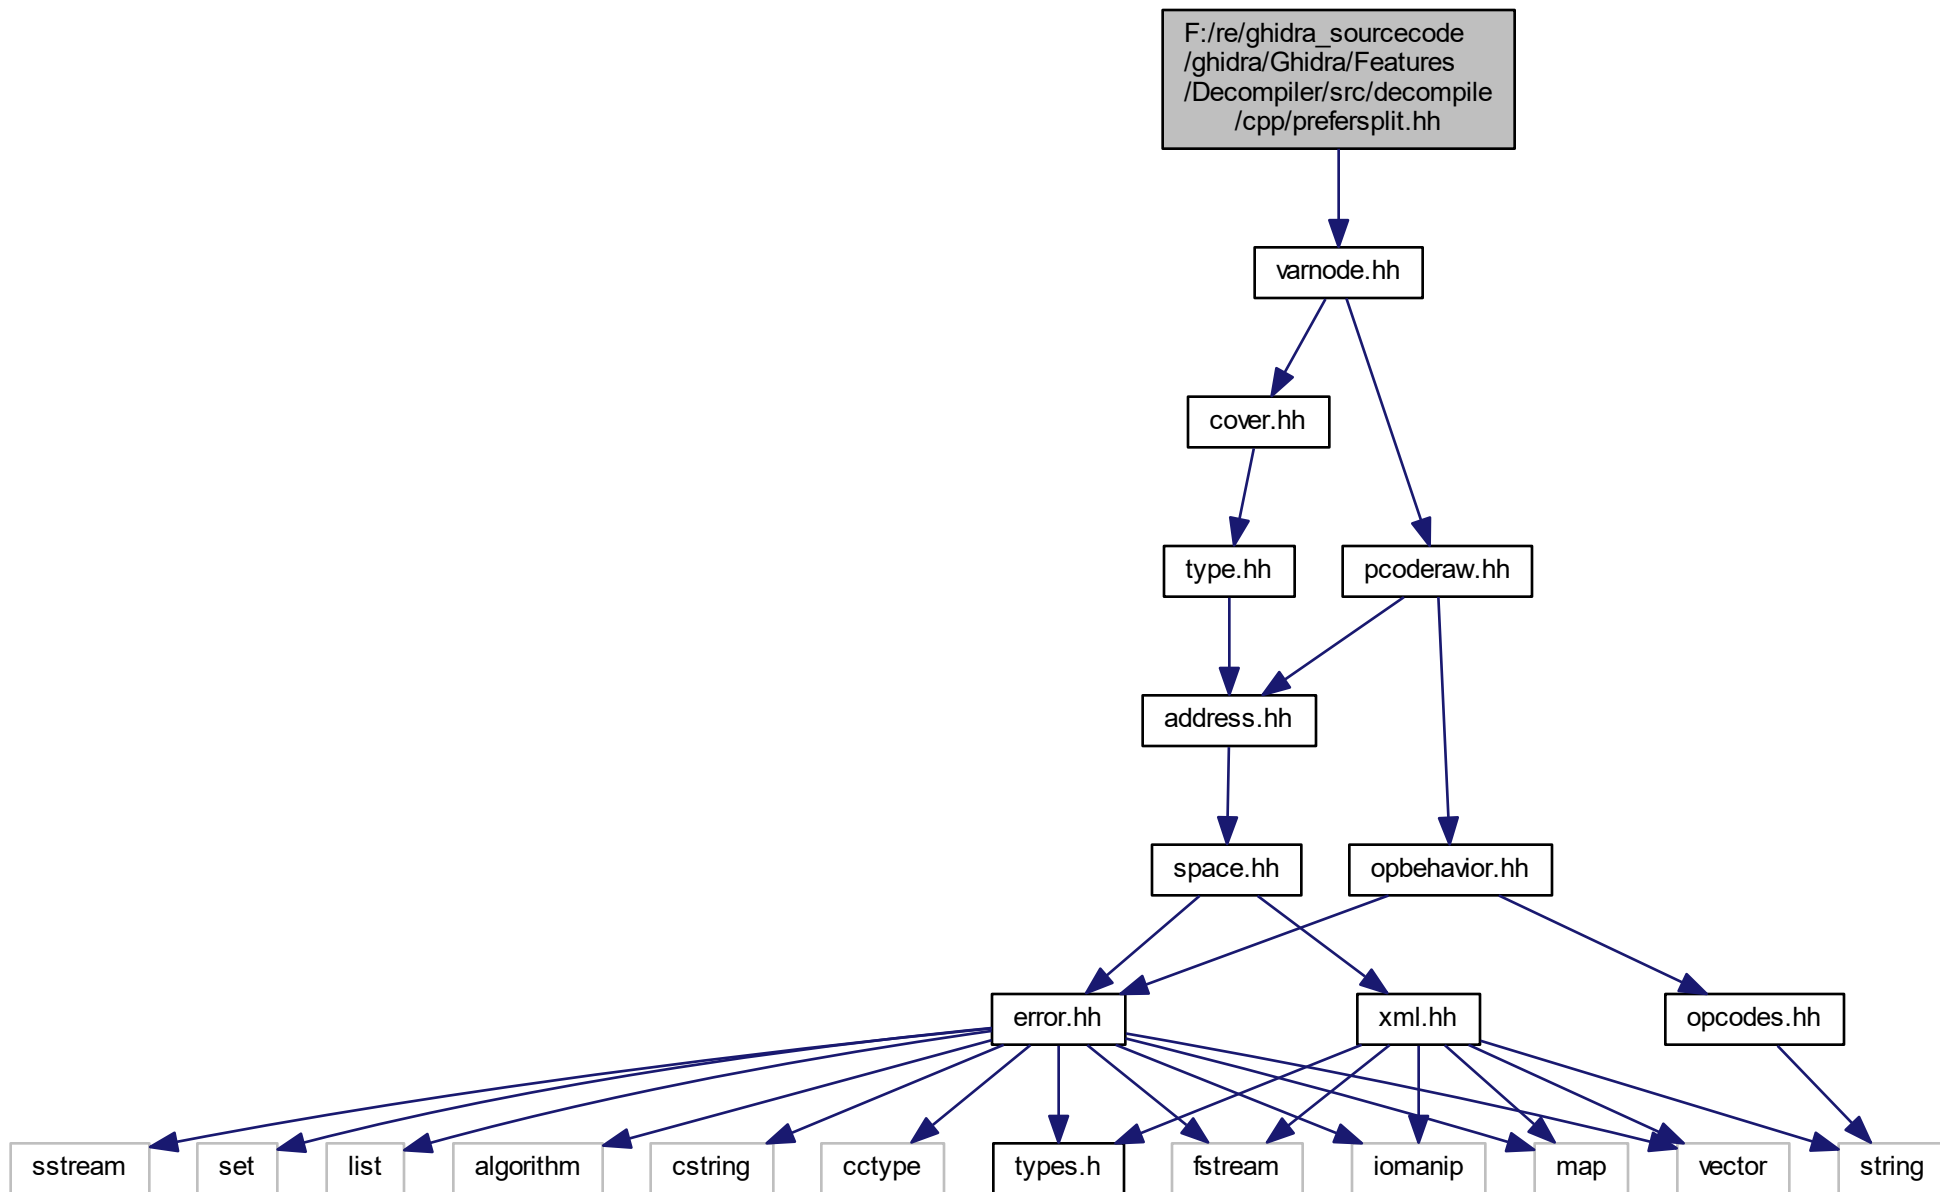 F:/re/ghidra_sourcecode
/ghidra/Ghidra/Features
/Decompiler/src/decompile
/cpp/prefersplit.hh
varnode.hh
cover.hh
type.hh
pcoderaw.hh
address.hh
space.hh
opbehavior.hh
error.hh
xml.hh
opcodes.hh
sstream
set
list
algorithm
cstring
cctype
types.h
fstream
iomanip
map
vector
string